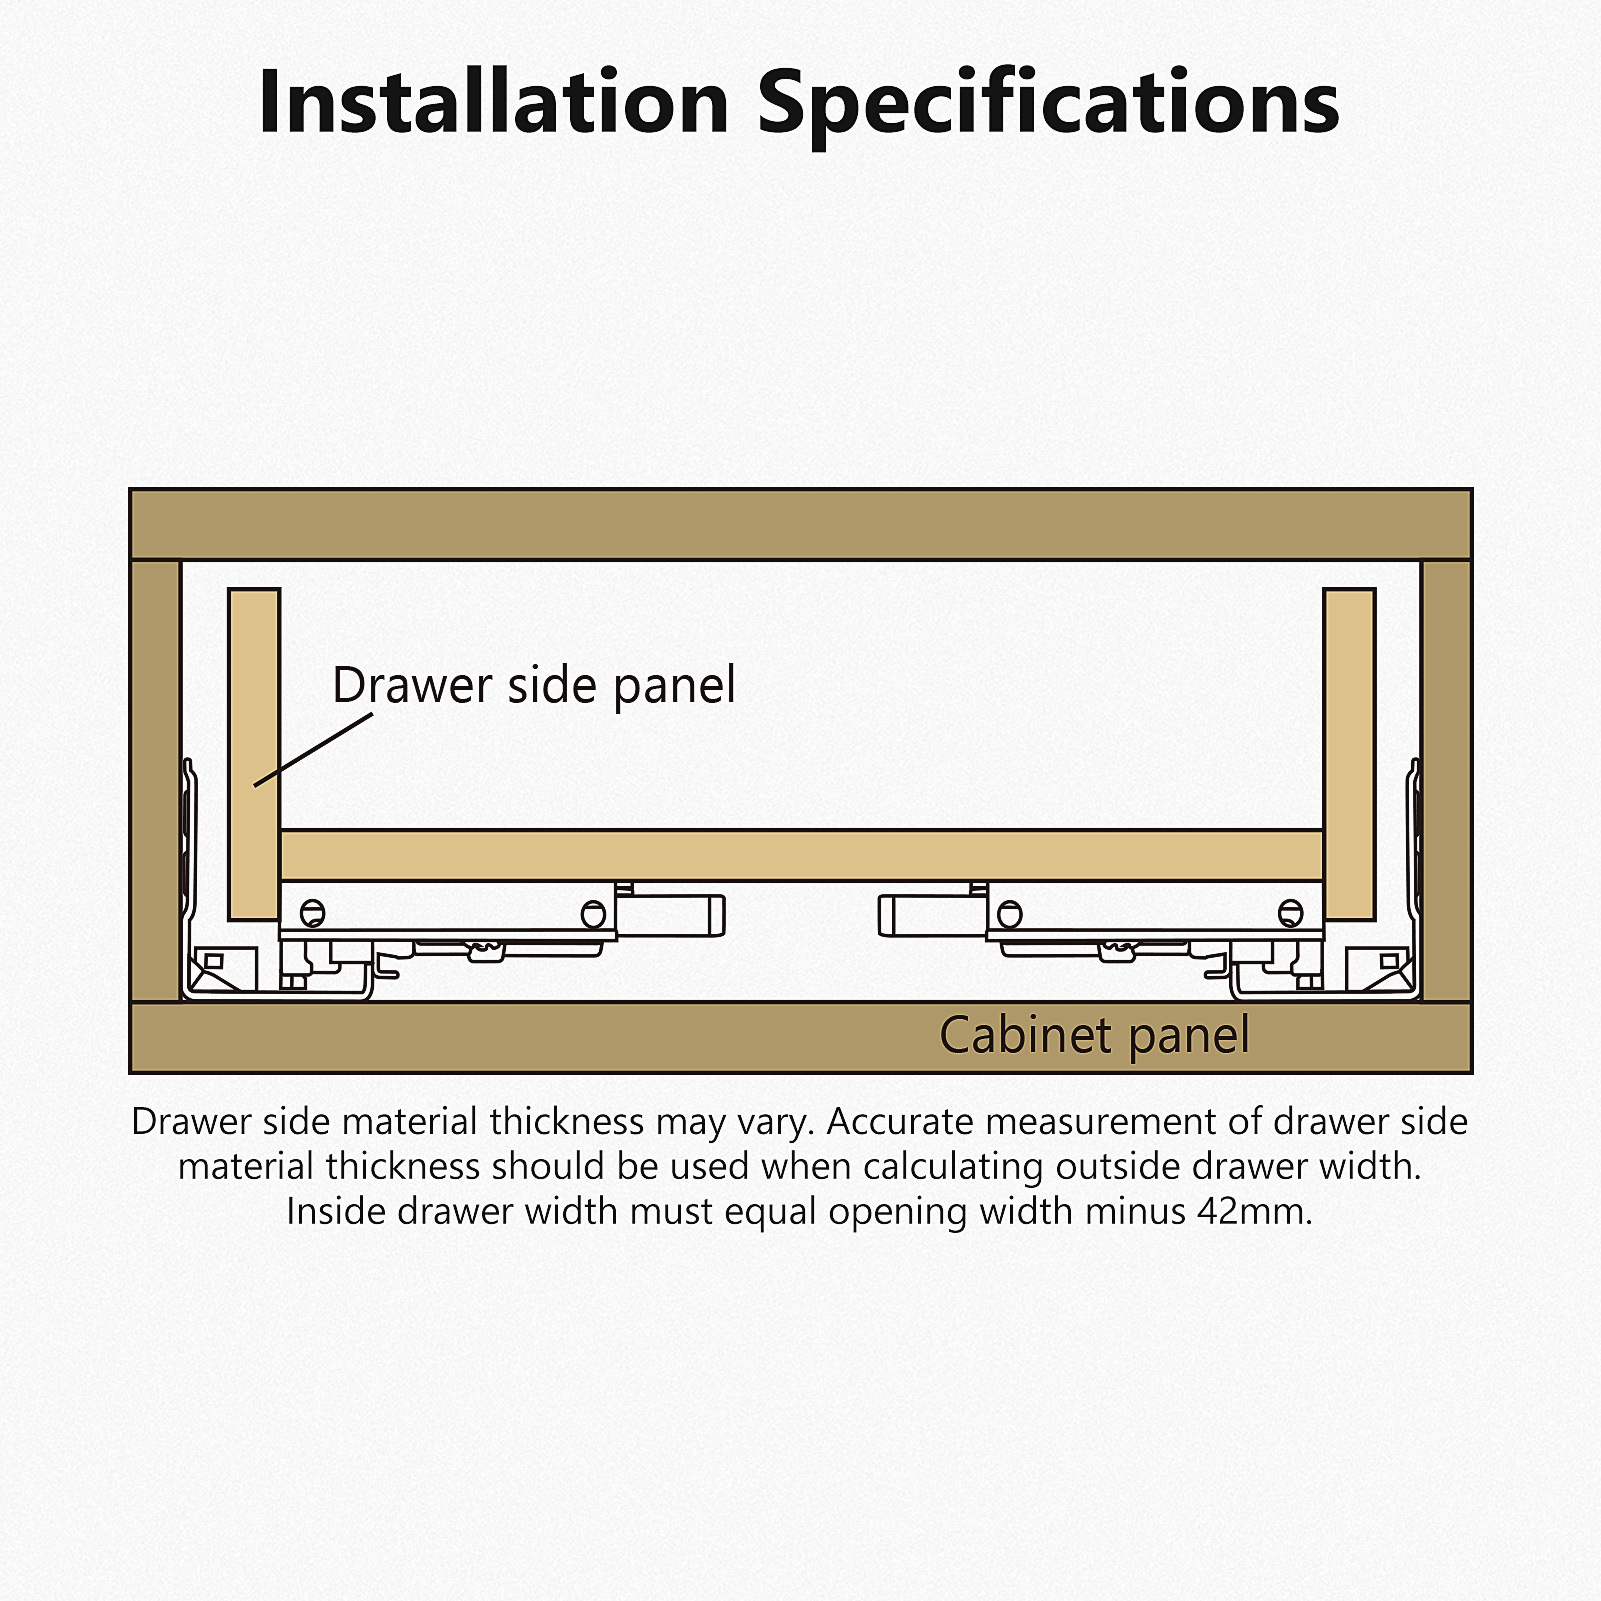 Installation Specifications
Drawer side panel
Cabinet panel
Drawer side material thickness may vary. Accurate measurement of drawer side
material thickness should be used when calculating outside drawer width.
Inside drawer width must equal opening width minus 42mm.